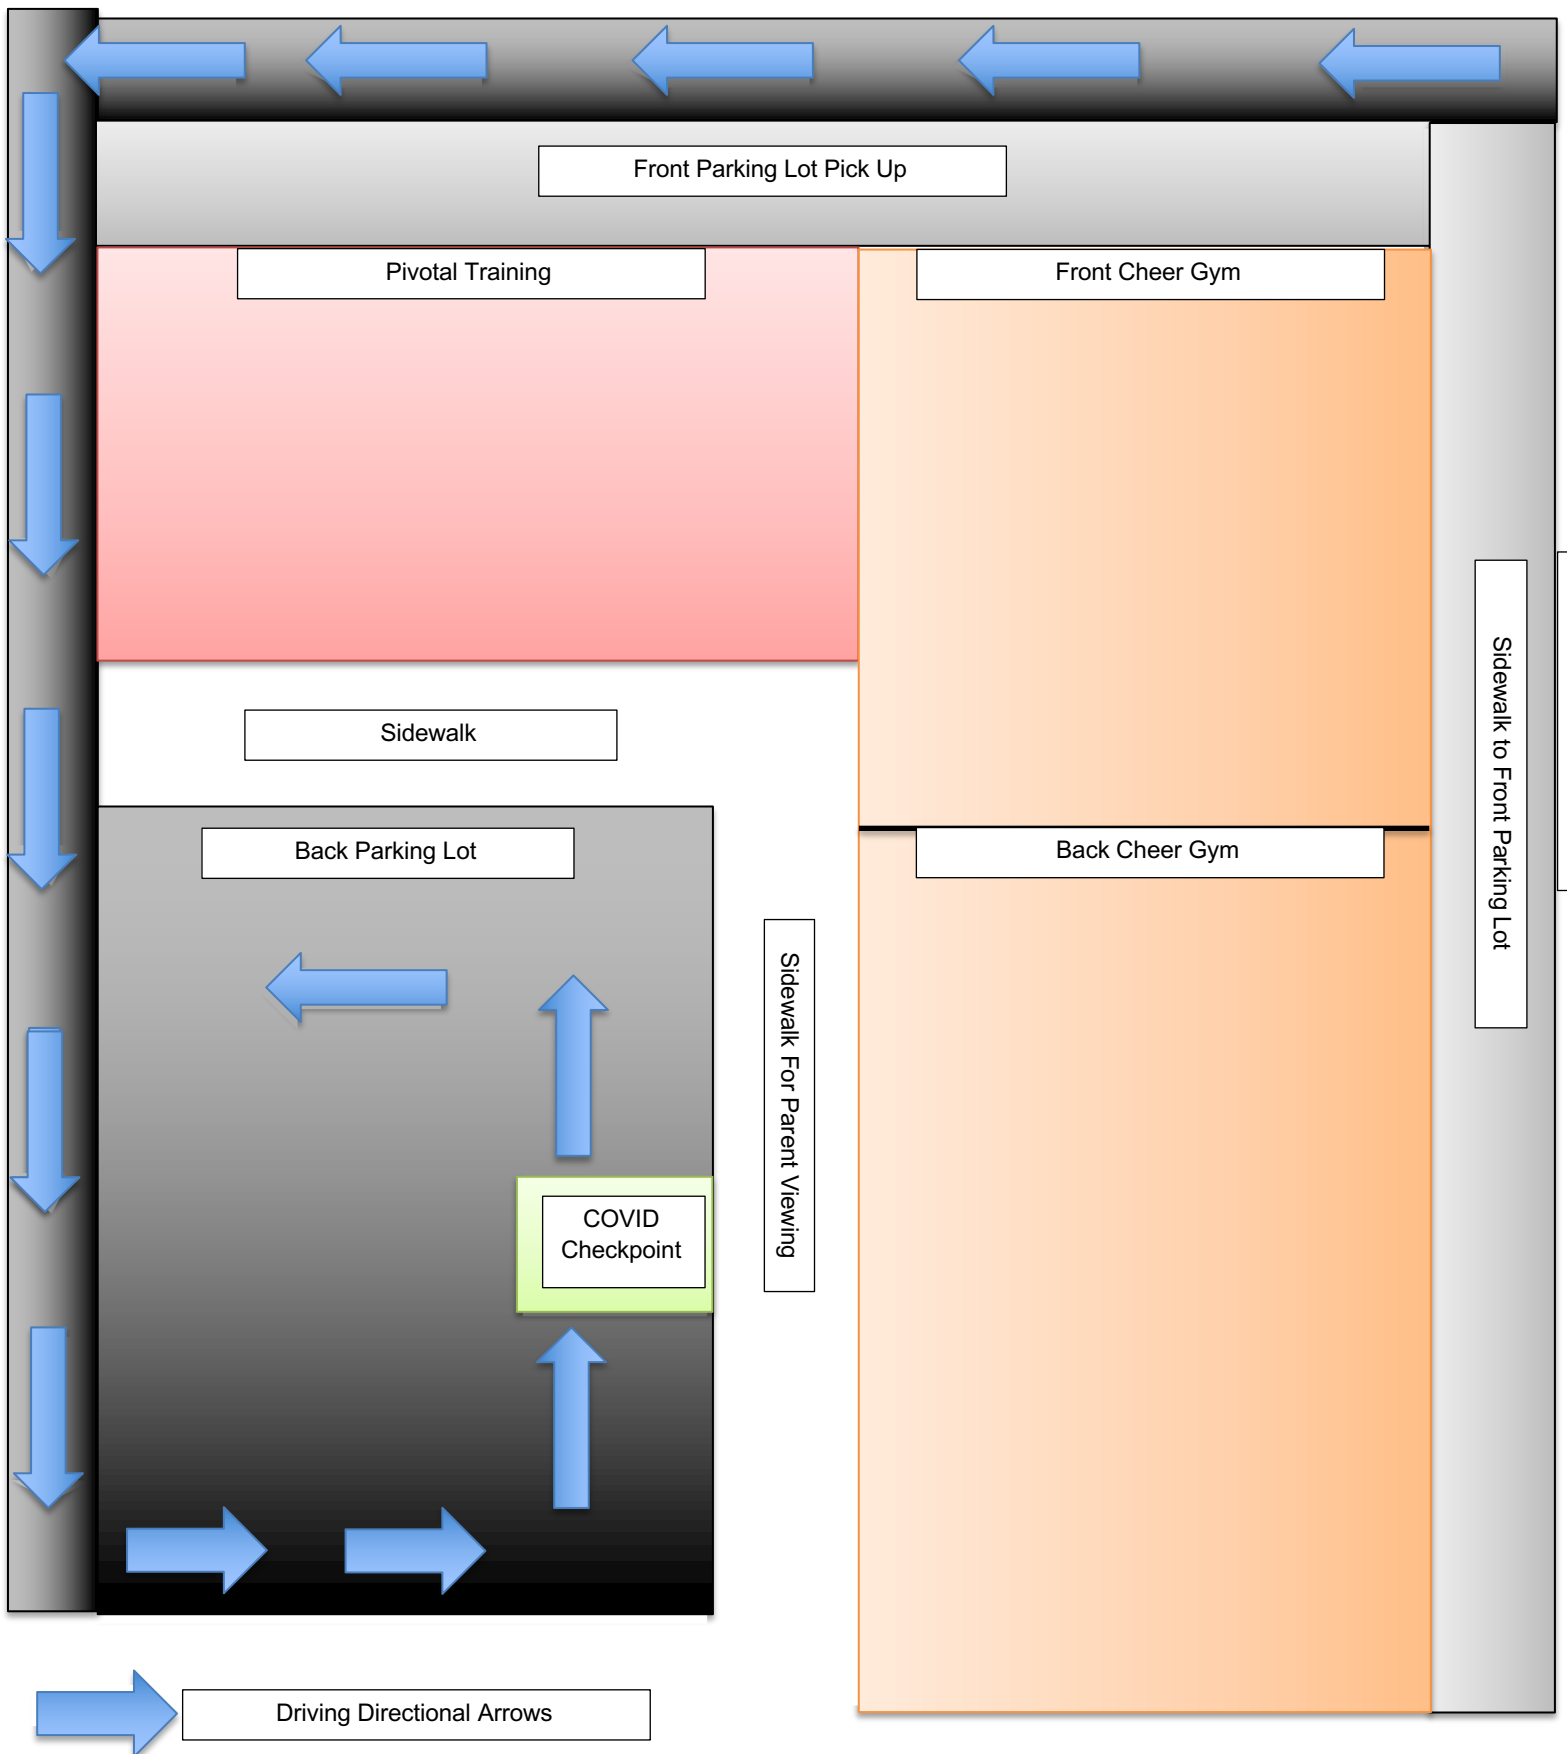 Front Parking Lot Pick Up
Pivotal Training
Front Cheer Gym
Sidewalk
Sidewalk to Front Parking Lot
Back Parking Lot
Back Cheer Gym
Sidewalk For Parent Viewing
COVID
Checkpoint
Driving Directional Arrows